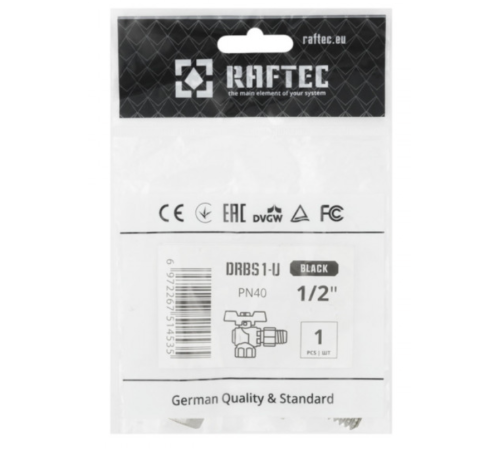 raftec.eu
RAFTEC
the main element of your system
CE EAC DVGW FC
DRBS1-U BLACK
PN40 1/2"
6 972267 514535
1
PCS / ШТ
German Quality & Standard